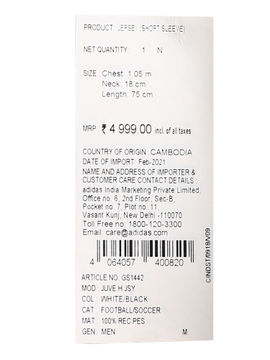 PRODUCT JERSEY (SHORT SLEEVE)
NET QUANTITY 1 N
SIZE Chest 1.05 m
Neck 18 cm
Length 75 cm
MRP ₹ 4 999.00 incl. of all taxes
COUNTRY OF ORIGIN CAMBODIA
DATE OF IMPORT Feb-2021
NAME AND ADDRESS OF IMPORTER &
CUSTOMER CARE CONTACT DETAILS :
adidas India Marketing Private Limited,
Office no. 6, 2nd Floor, Sec-B,
Pocket no. 7, Plot no. 11,
Vasant Kunj, New Delhi -110070
Toll Free no. 1800-120-3300
Email: care@adidas.com
4 064057 400820
ARTICLE NO. GS1442
MOD JUVE H JSY
COL WHITE/BLACK
CAT FOOTBALL/SOCCER
MAT 100% REC PES
GEN MEN M
C/INDST/6918/V/09